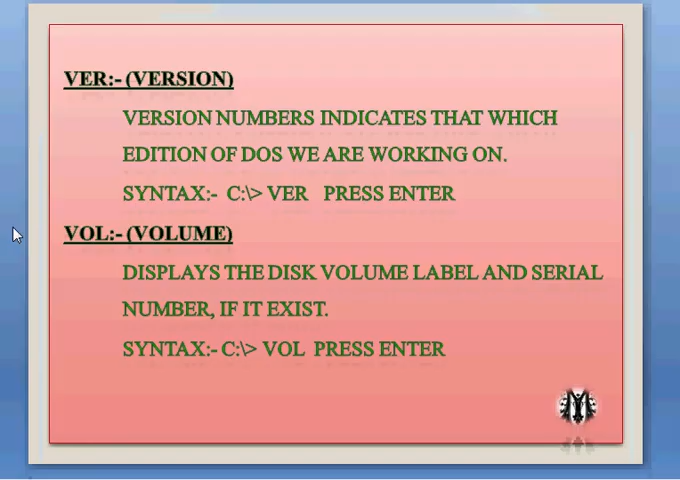 VER:- (VERSION)
VERSION NUMBERS INDICATES THAT WHICH
EDITION OF DOS WE ARE WORKING ON.
SYNTAX:- C:\> VER PRESS ENTER
VOL:- (VOLUME)
DISPLAYS THE DISK VOLUME LABEL AND SERIAL
NUMBER, IF IT EXIST.
SYNTAX:- C:\> VOL PRESS ENTER